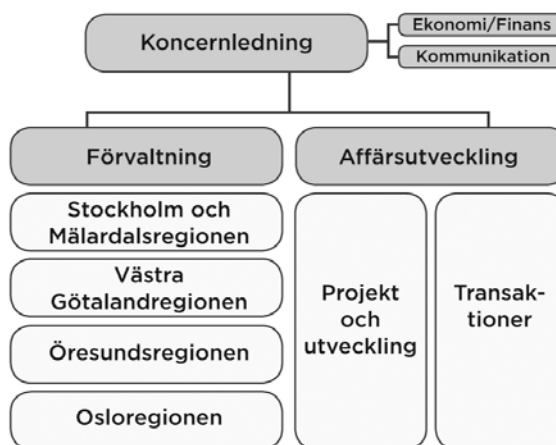 Koncernledning
Ekonomi/Finans
Kommunikation
Förvaltning
Affärsutveckling
Stockholm och
Mälardalsregionen
Västra
Götalandregionen
Öresundsregionen
Osloregionen
Projekt
och
utveckling
Transak-
tioner